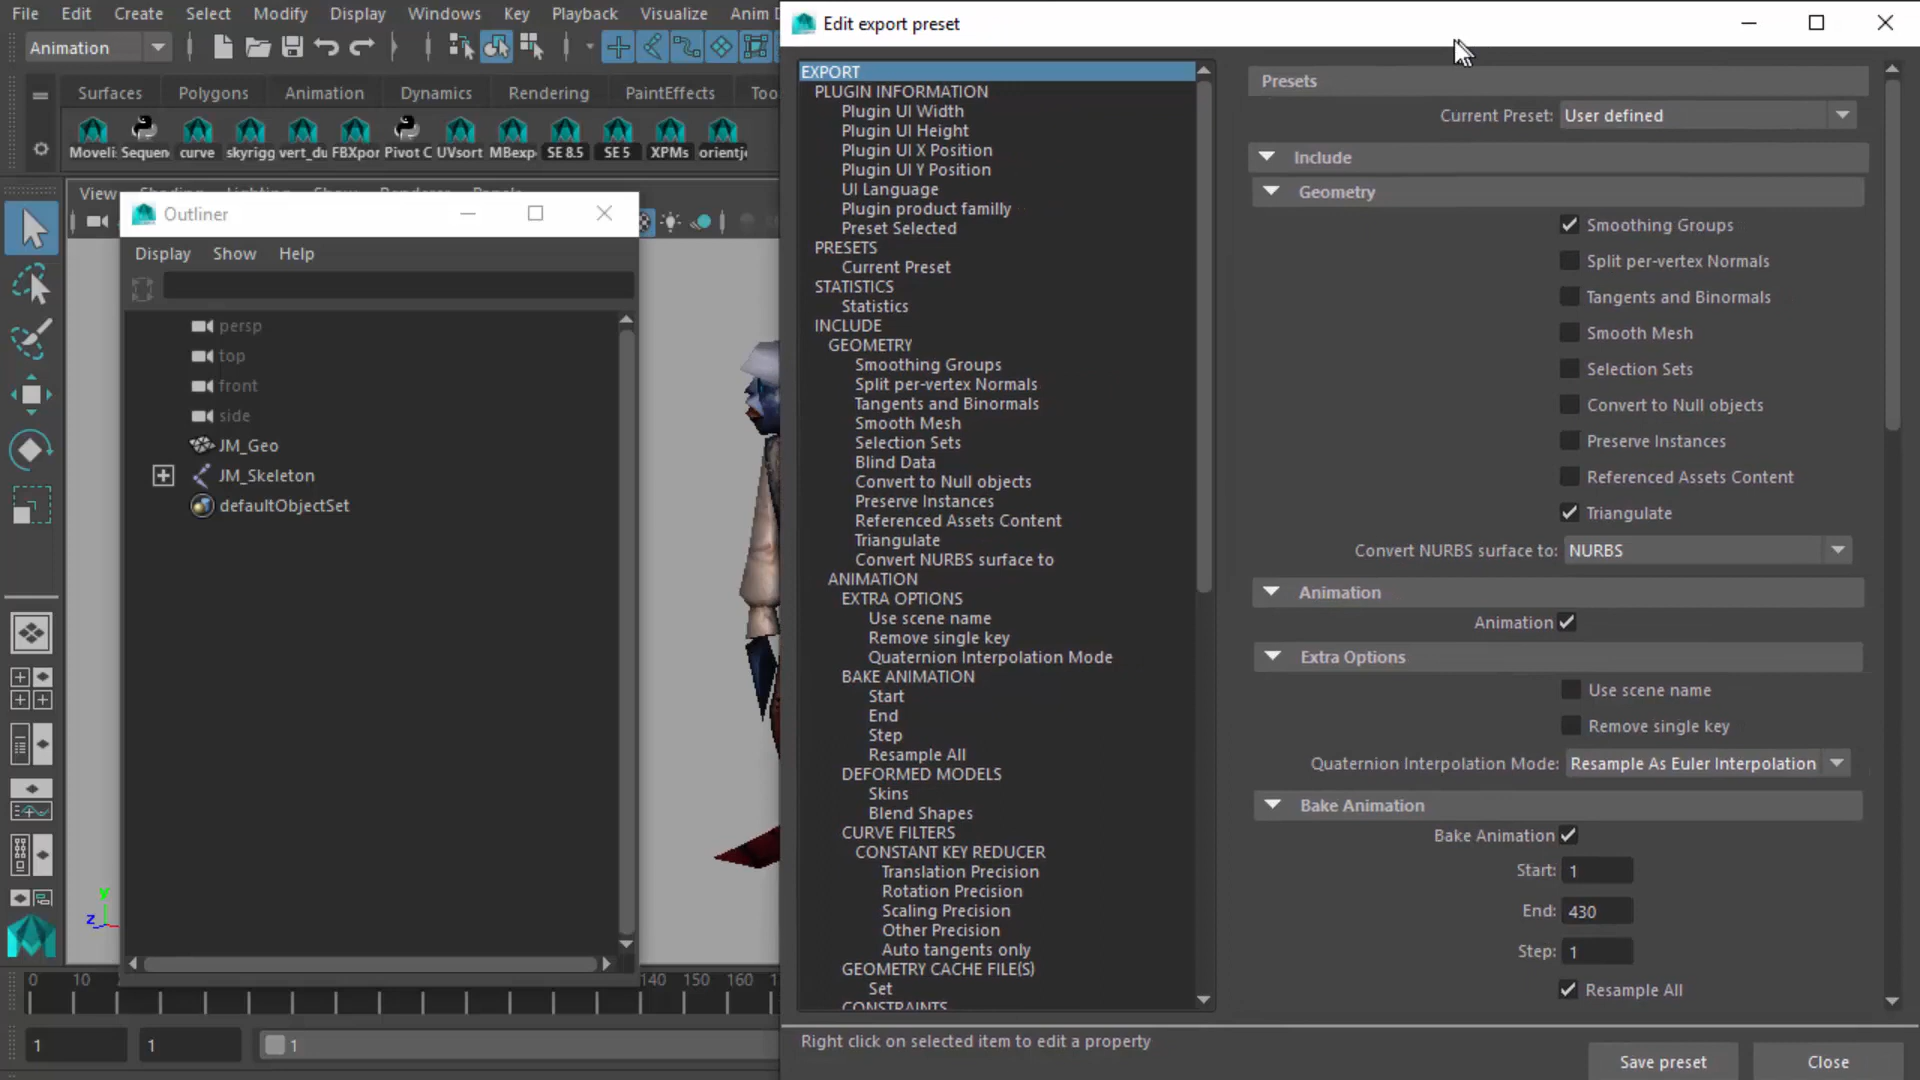 File Edit Create Select Modify Display Windows Key Playback Visualize Anim D
Animation
Surfaces Polygons Animation Dynamics Rendering PaintEffects Too
Moveli Sequen curve skyrigg vert_du FBXpor Pivot C UVsort MBexp SE 8.5 SE 5 XPMs orientj
View
Outliner
Display Show Help
persp
top
front
side
JM_Geo
JM_Skeleton
defaultObjectSet
y
z
0 10 140 150 160
1 1 1
Edit export preset
EXPORT
PLUGIN INFORMATION
Plugin UI Width
Plugin UI Height
Plugin UI X Position
Plugin UI Y Position
UI Language
Plugin product familly
Preset Selected
PRESETS
Current Preset
STATISTICS
Statistics
INCLUDE
GEOMETRY
Smoothing Groups
Split per-vertex Normals
Tangents and Binormals
Smooth Mesh
Selection Sets
Blind Data
Convert to Null objects
Preserve Instances
Referenced Assets Content
Triangulate
Convert NURBS surface to
ANIMATION
EXTRA OPTIONS
Use scene name
Remove single key
Quaternion Interpolation Mode
BAKE ANIMATION
Start
End
Step
Resample All
DEFORMED MODELS
Skins
Blend Shapes
CURVE FILTERS
CONSTANT KEY REDUCER
Translation Precision
Rotation Precision
Scaling Precision
Other Precision
Auto tangents only
GEOMETRY CACHE FILE(S)
Set
CONSTRAINTS
Presets
Current Preset: User defined
Include
Geometry
Smoothing Groups
Split per-vertex Normals
Tangents and Binormals
Smooth Mesh
Selection Sets
Convert to Null objects
Preserve Instances
Referenced Assets Content
Triangulate
Convert NURBS surface to: NURBS
Animation
Animation
Extra Options
Use scene name
Remove single key
Quaternion Interpolation Mode: Resample As Euler Interpolation
Bake Animation
Bake Animation
Start: 1
End: 430
Step: 1
Resample All
Right click on selected item to edit a property
Save preset Close